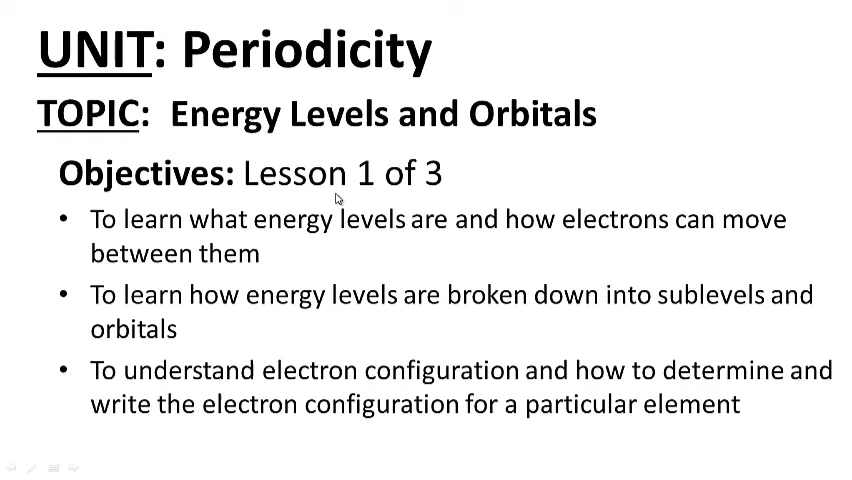 UNIT: Periodicity
TOPIC: Energy Levels and Orbitals
Objectives: Lesson 1 of 3
• To learn what energy levels are and how electrons can move
between them
• To learn how energy levels are broken down into sublevels and
orbitals
• To understand electron configuration and how to determine and
write the electron configuration for a particular element